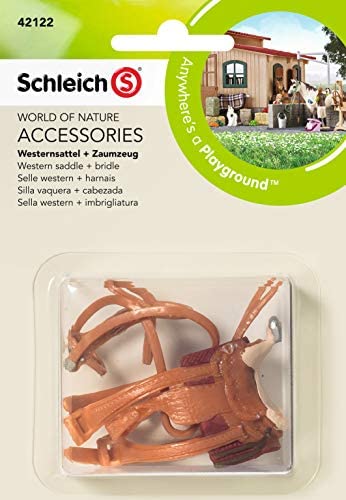 42122
Schleich S
WORLD OF NATURE
ACCESSORIES
Westernsattel + Zaumzeug
Western saddle + bridle
Selle western + harnais
Silla vaquera + cabezada
Sella western + imbrigliatura
Anywhere's a Playground™